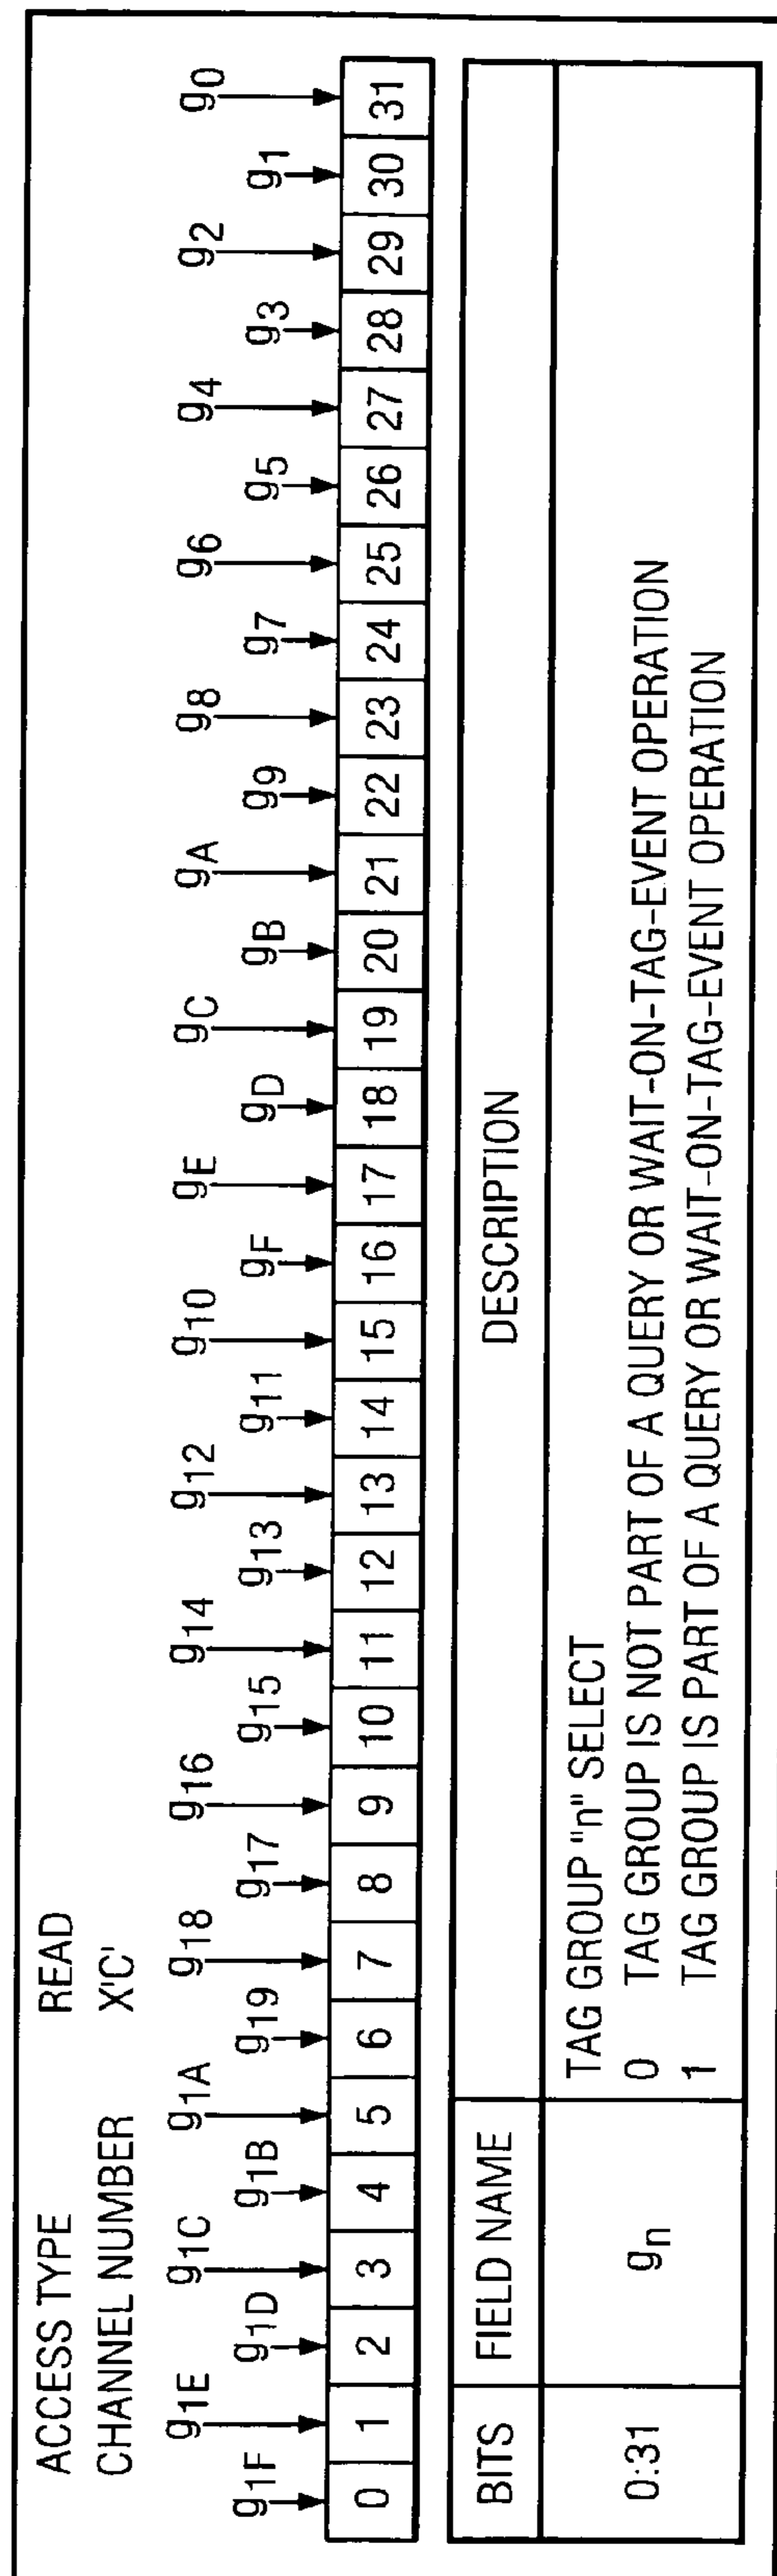 ACCESS TYPE READ
CHANNEL NUMBER X'C'
g1F g1E g1D g1C g1B g1A g19 g18 g17 g16 g15 g14 g13 g12 g11 g10 gF gE gD gC gB gA g9 g8 g7 g6 g5 g4 g3 g2 g1 g0
0 1 2 3 4 5 6 7 8 9 10 11 12 13 14 15 16 17 18 19 20 21 22 23 24 25 26 27 28 29 30 31
BITS FIELD NAME DESCRIPTION
0:31 gn TAG GROUP "n" SELECT
0 TAG GROUP IS NOT PART OF A QUERY OR WAIT-ON-TAG-EVENT OPERATION
1 TAG GROUP IS PART OF A QUERY OR WAIT-ON-TAG-EVENT OPERATION